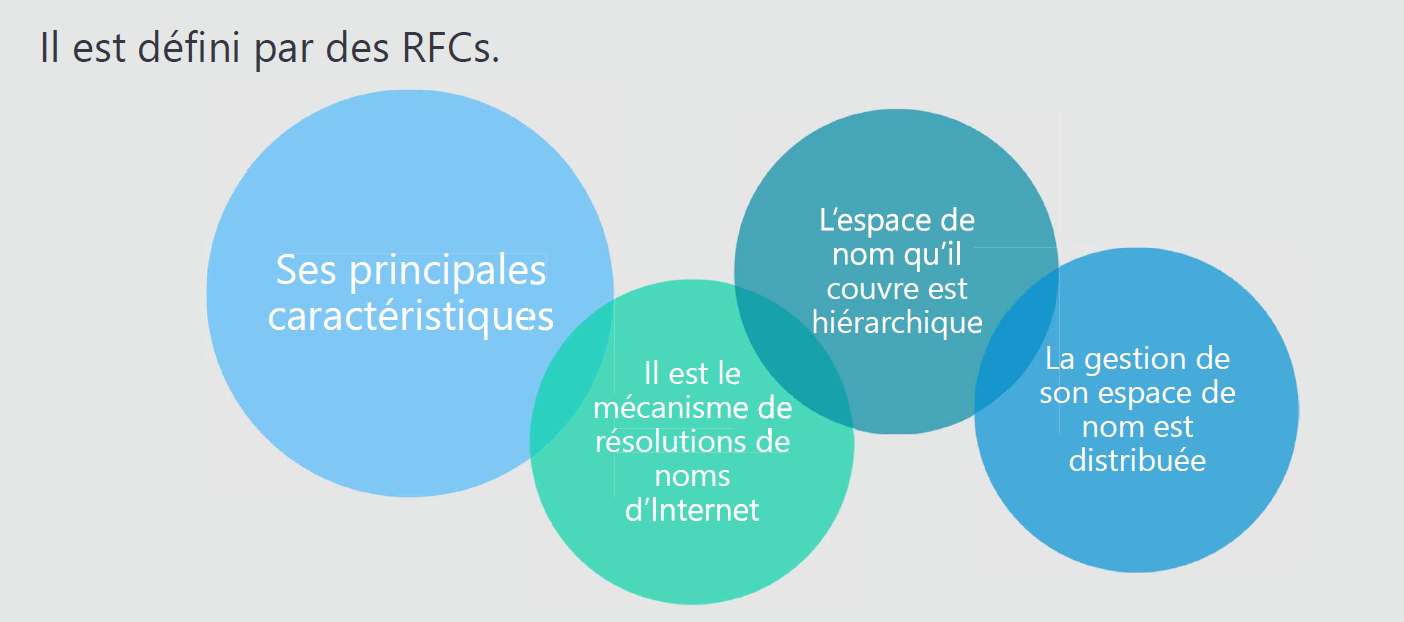 Il est défini par des RFCs.
Ses principales
caractéristiques
Il est le
mécanisme de
résolutions de
noms
d’Internet
L’espace de
nom qu’il
couvre est
hiérarchique
La gestion de
son espace de
nom est
distribuée